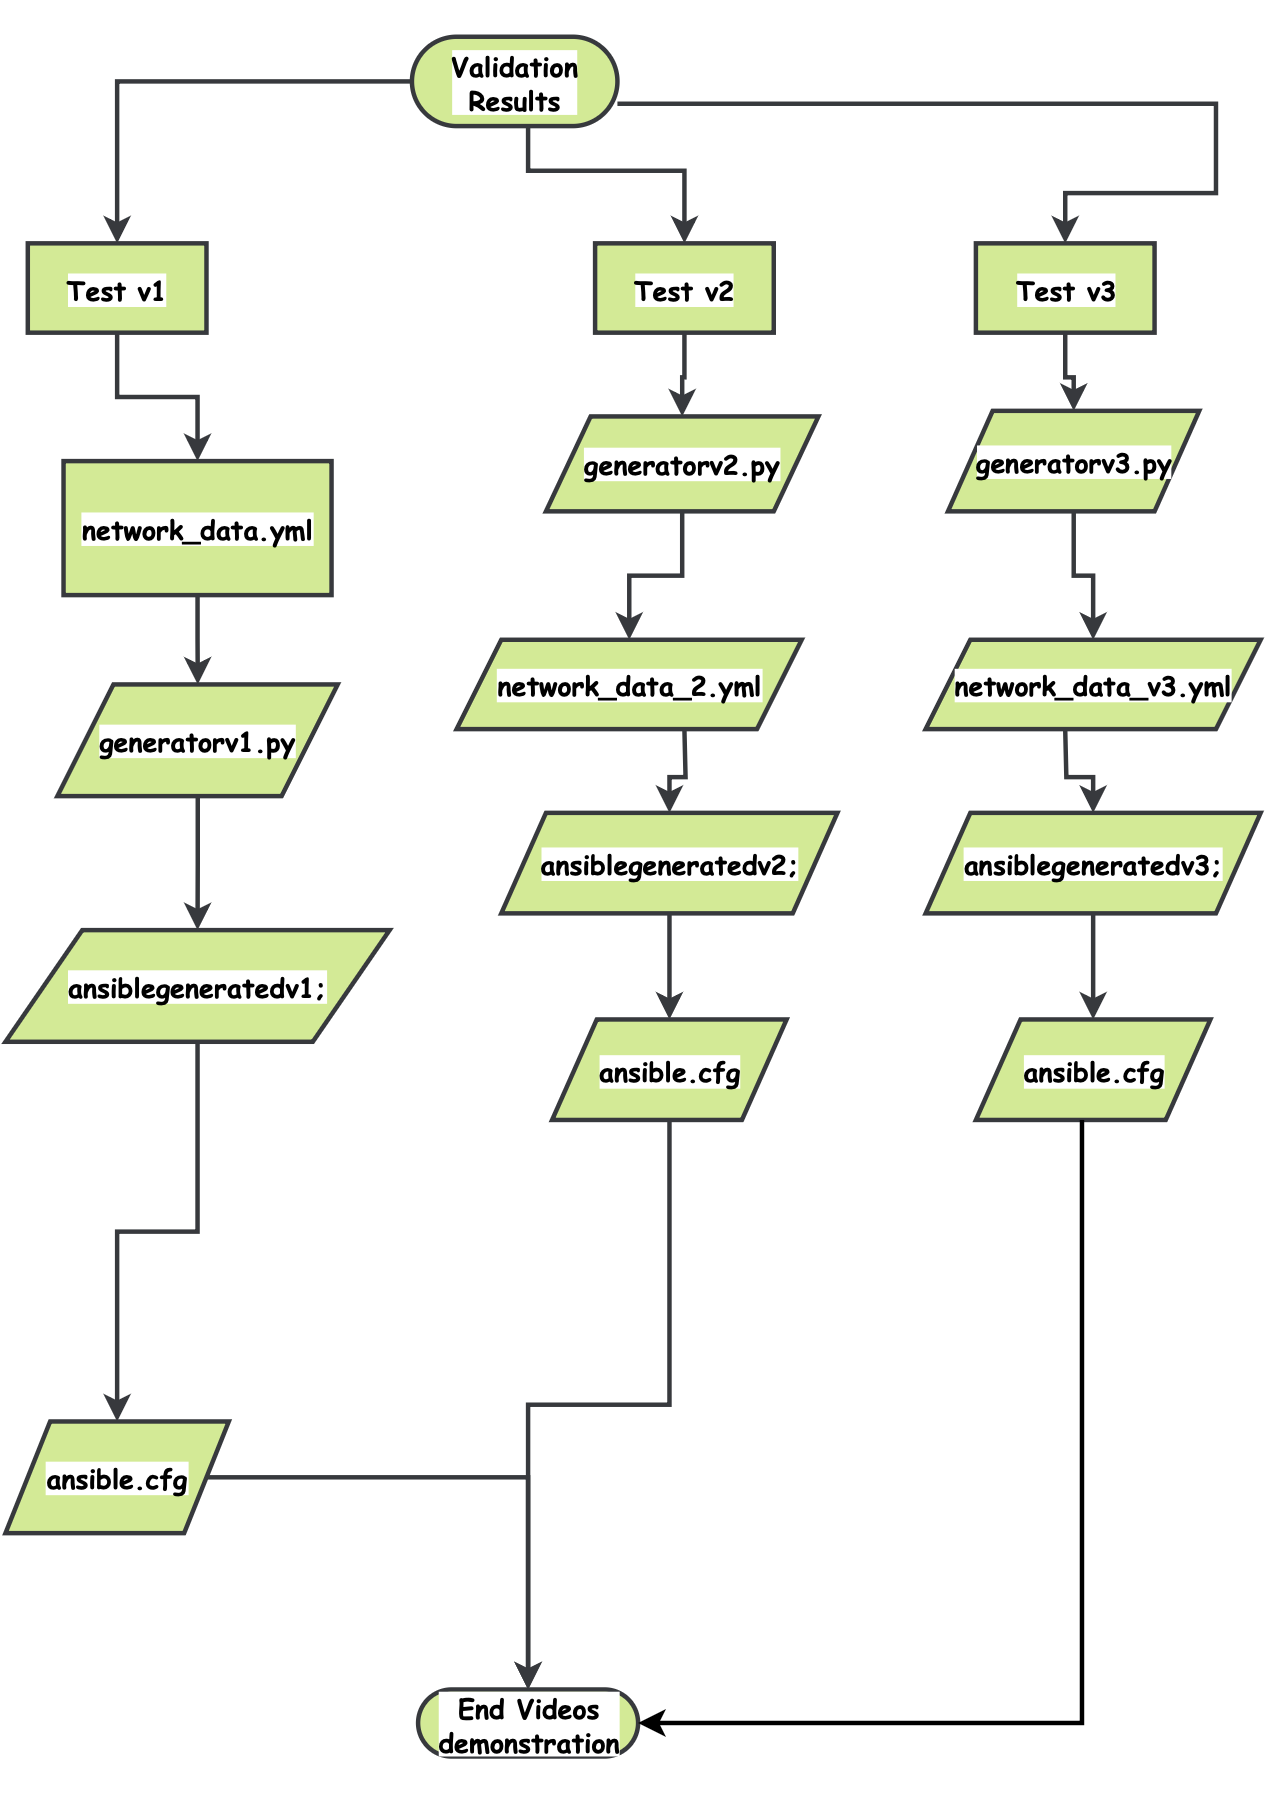 Validation
Results
Test v1
Test v2
Test v3
generatorv2.py
generatorv3.py
network_data.yml
network_data_2.yml
network_data_v3.yml
generatorv1.py
ansiblegeneratedv2;
ansiblegeneratedv3;
ansiblegeneratedv1;
ansible.cfg
ansible.cfg
ansible.cfg
End Videos
demonstration